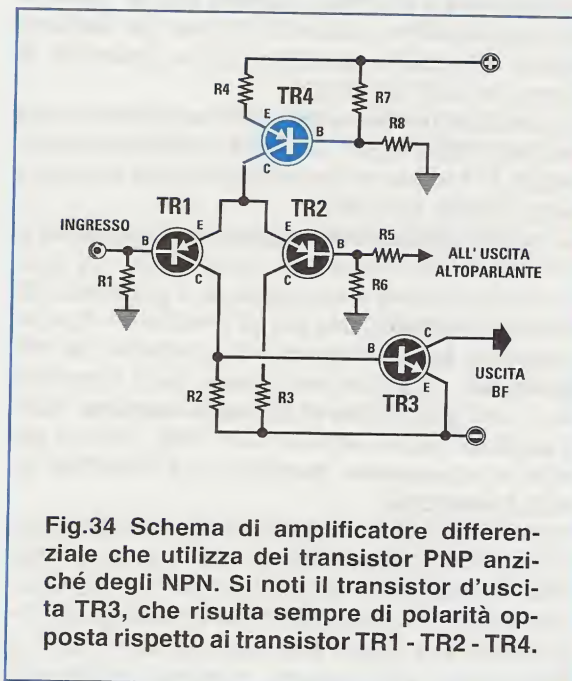 R4
TR4
R7
R8
E
B
C
TR1
TR2
INGRESSO
E
E
B
B
R5
ALL' USCITA
ALTOPARLANTE
R1
C
C
R6
B
C
E
USCITA
BF
TR3
R2
R3
Fig.34 Schema di amplificatore differen-
ziale che utilizza dei transistor PNP anzi-
ché degli NPN. Si noti il transistor d'usci-
ta TR3, che risulta sempre di polarità op-
posta rispetto ai transistor TR1 - TR2 - TR4.